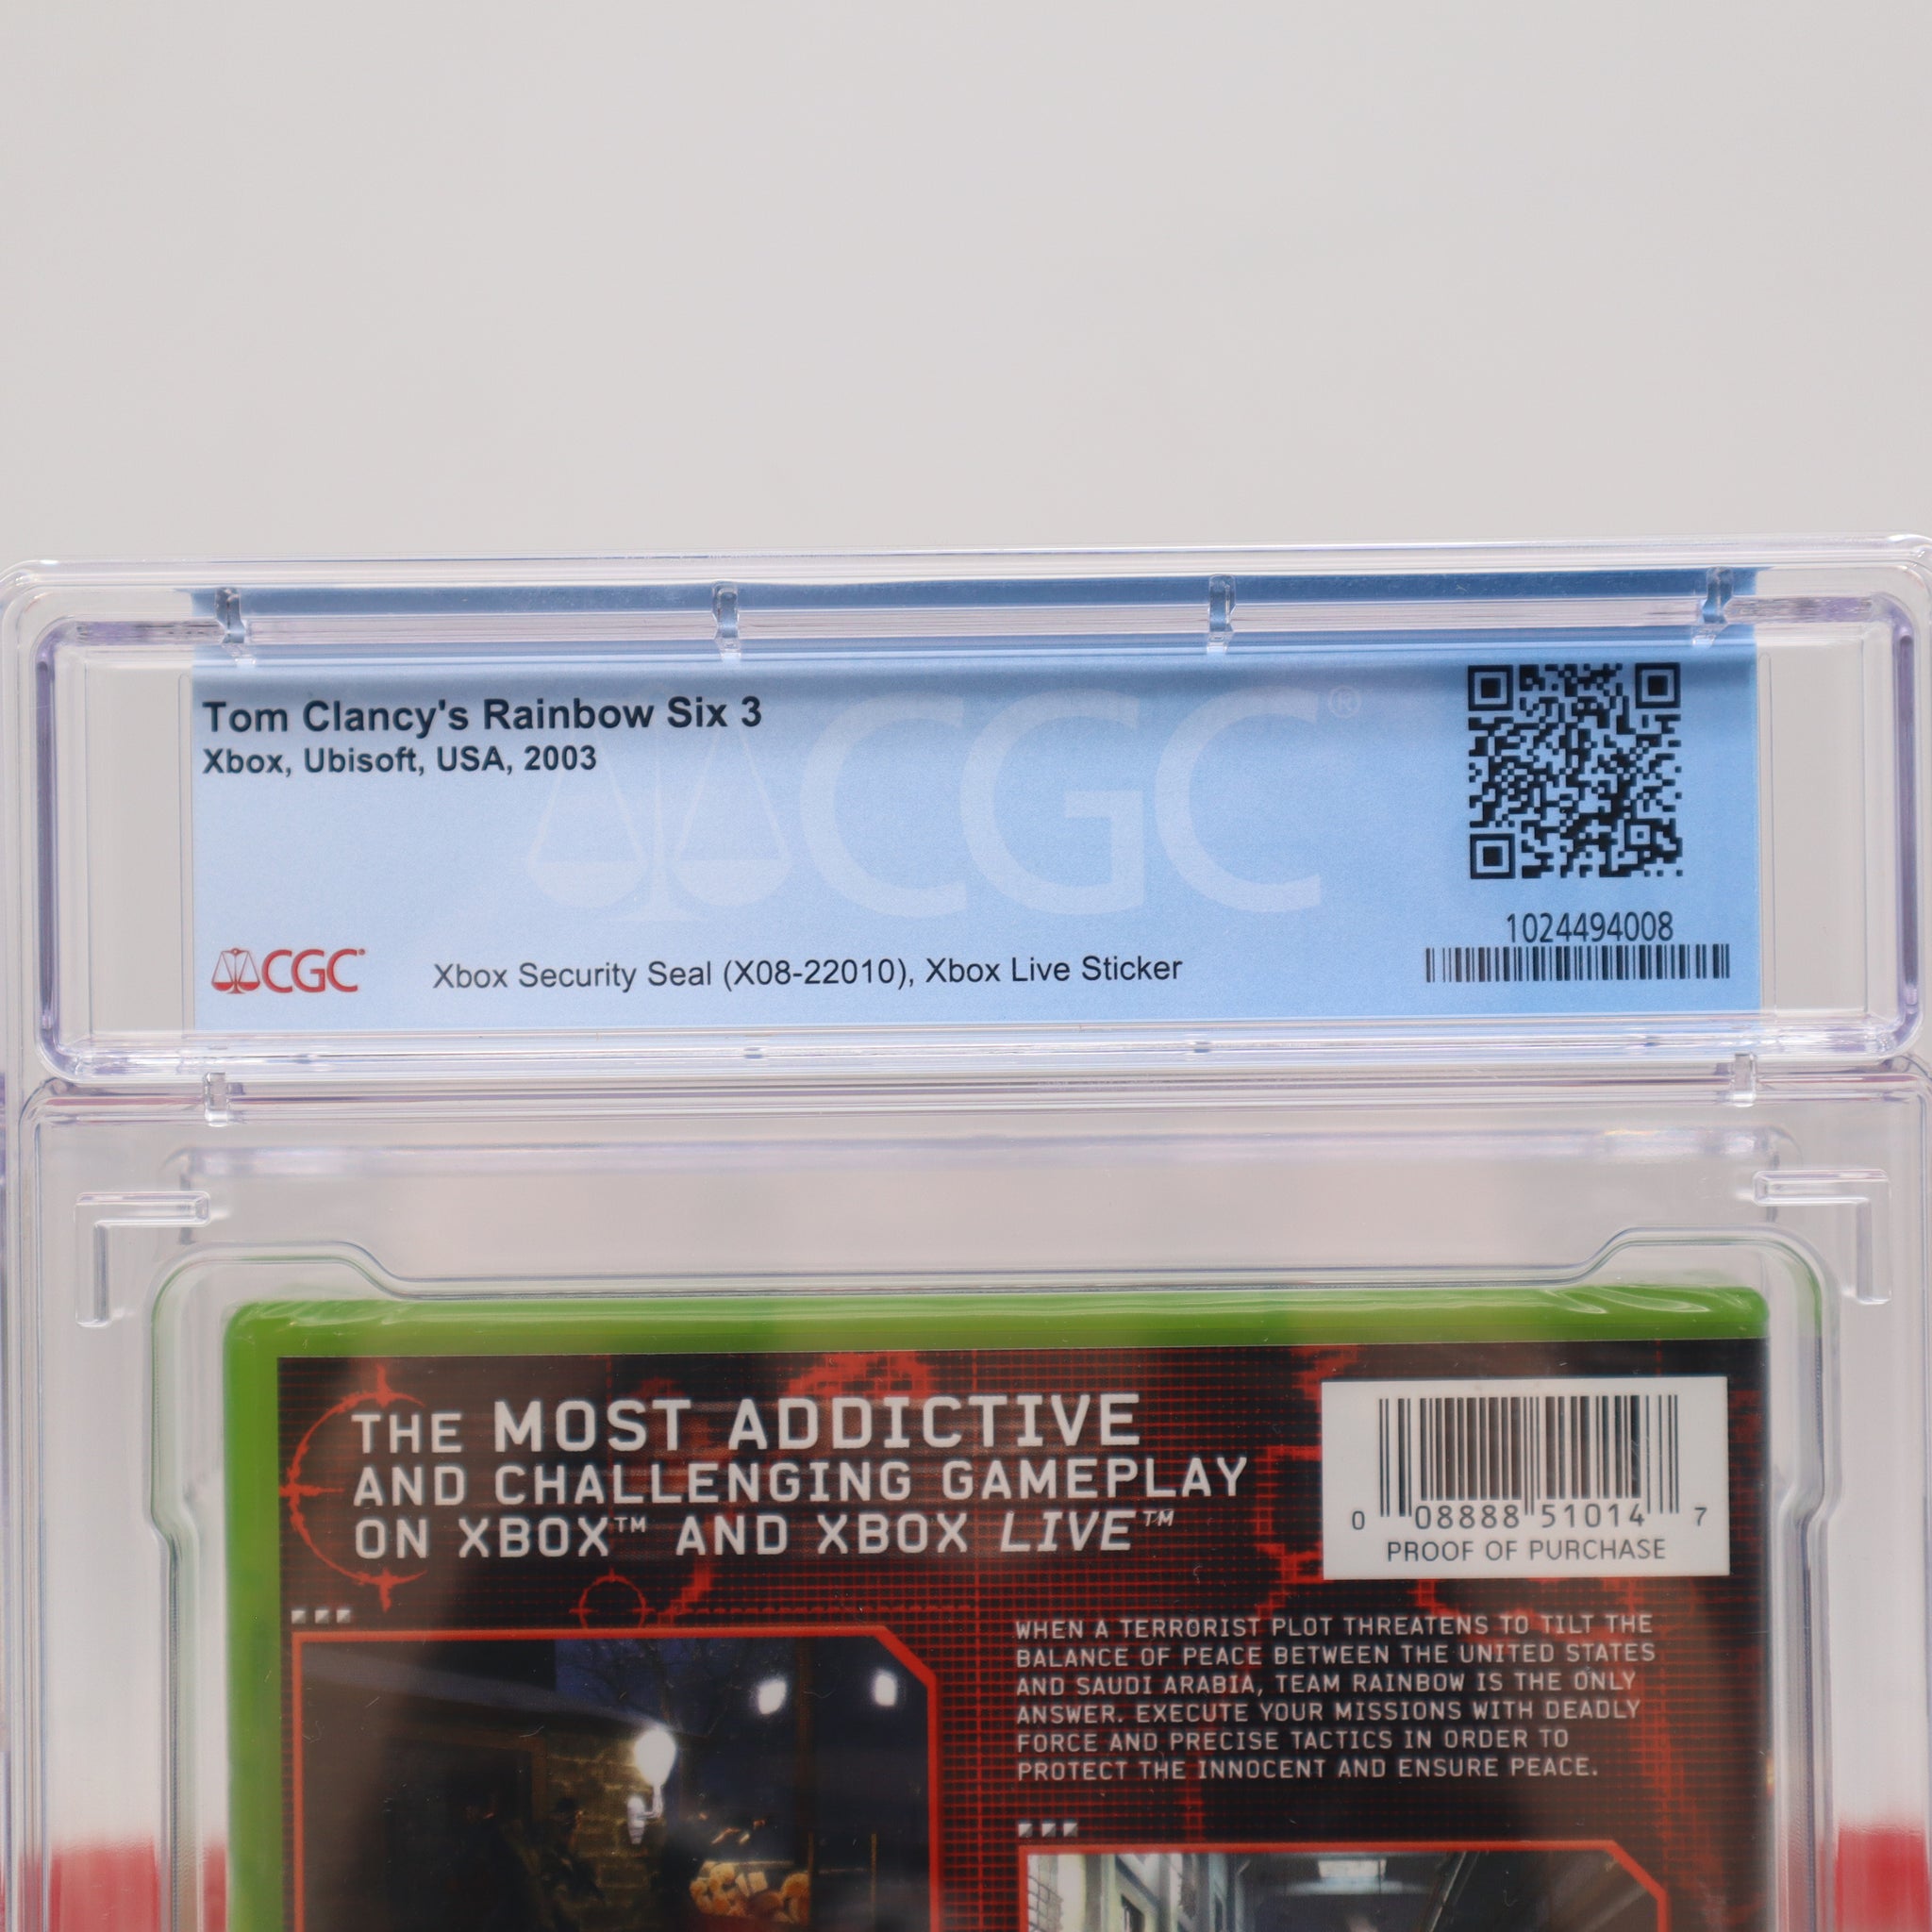 Tom Clancy's Rainbow Six 3
Xbox, Ubisoft, USA, 2003
CGC®
1024494008
CGC
Xbox Security Seal (X08-22010), Xbox Live Sticker
THE MOST ADDICTIVE
AND CHALLENGING GAMEPLAY
ON XBOX™ AND XBOX LIVE™
0 08888 51014 7
PROOF OF PURCHASE
WHEN A TERRORIST PLOT THREATENS TO TILT THE
BALANCE OF PEACE BETWEEN THE UNITED STATES
AND SAUDI ARABIA, TEAM RAINBOW IS THE ONLY
ANSWER. EXECUTE YOUR MISSIONS WITH DEADLY
FORCE AND PRECISE TACTICS IN ORDER TO
PROTECT THE INNOCENT AND ENSURE PEACE.